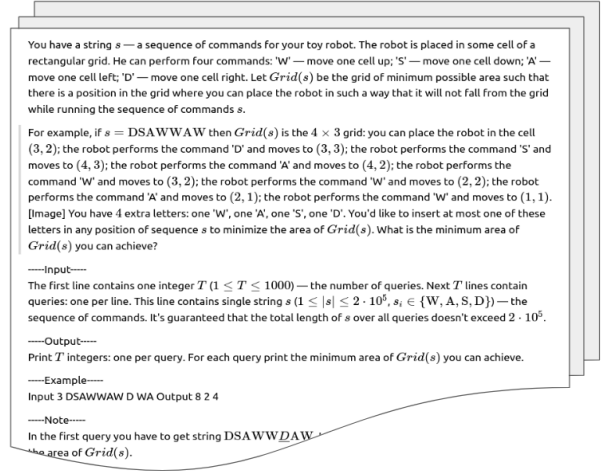 You have a string s — a sequence of commands for your toy robot. The robot is placed in some cell of a
rectangular grid. He can perform four commands: 'W' — move one cell up; 'S' — move one cell down; 'A' —
move one cell left; 'D' — move one cell right. Let Grid(s) be the grid of minimum possible area such that
there is a position in the grid where you can place the robot in such a way that it will not fall from the grid
while running the sequence of commands s.
For example, if s = DSAWWAW then Grid(s) is the 4 × 3 grid: you can place the robot in the cell
(3, 2); the robot performs the command 'D' and moves to (3, 3); the robot performs the command 'S' and
moves to (4, 3); the robot performs the command 'A' and moves to (4, 2); the robot performs the
command 'W' and moves to (3, 2); the robot performs the command 'W' and moves to (2, 2); the robot
performs the command 'A' and moves to (2, 1); the robot performs the command 'W' and moves to (1, 1).
[Image] You have 4 extra letters: one 'W', one 'A', one 'S', one 'D'. You'd like to insert at most one of these
letters in any position of sequence s to minimize the area of Grid(s). What is the minimum area of
Grid(s) you can achieve?
-----Input-----
The first line contains one integer T (1 ≤ T ≤ 1000) — the number of queries. Next T lines contain
queries: one per line. This line contains single string s (1 ≤ |s| ≤ 2 · 10⁵, sᵢ ∈ {W, A, S, D}) — the
sequence of commands. It's guaranteed that the total length of s over all queries doesn't exceed 2 · 10⁵.
-----Output-----
Print T integers: one per query. For each query print the minimum area of Grid(s) you can achieve.
-----Example-----
Input 3 DSAWWAW D WA Output 8 2 4
-----Note-----
In the first query you have to get string DSAWWDAW
the area of Grid(s).